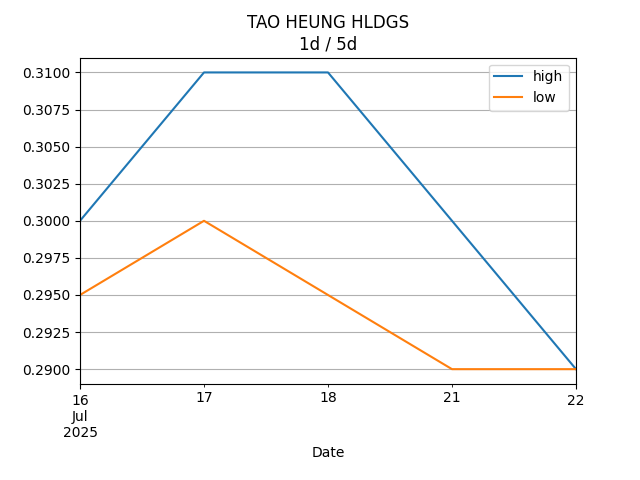 TAO HEUNG HLDGS
1d / 5d
high
low
0.3100
0.3075
0.3050
0.3025
0.3000
0.2975
0.2950
0.2925
0.2900
16 17 18 21 22
Jul
2025
Date